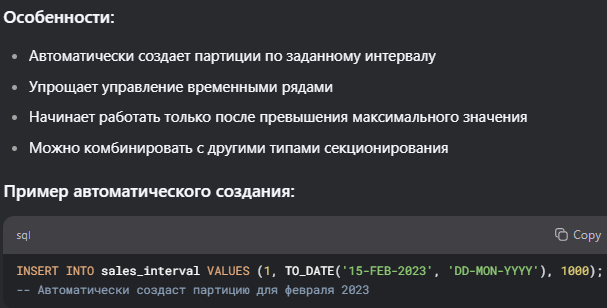 Особенности:
• Автоматически создает партиции по заданному интервалу
• Упрощает управление временными рядами
• Начинает работать только после превышения максимального значения
• Можно комбинировать с другими типами секционирования
Пример автоматического создания:
sql Copy
INSERT INTO sales_interval VALUES (1, TO_DATE('15-FEB-2023', 'DD-MON-YYYY'), 1000);
-- Автоматически создаст партицию для февраля 2023